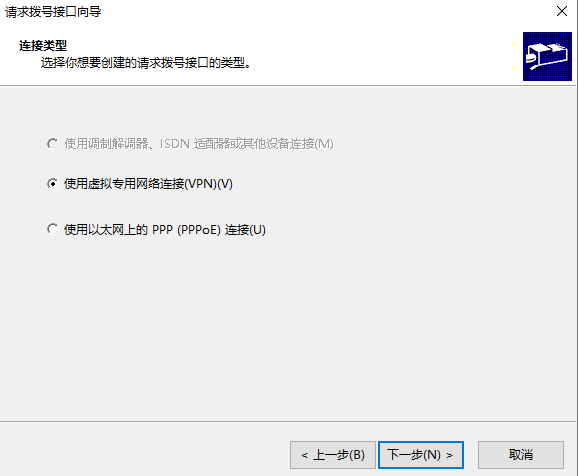 请求拨号接口向导
连接类型
选择你想要创建的请求拨号接口的类型。
使用调制解调器、ISDN 适配器或其他设备连接(M)
使用虚拟专用网络连接(VPN)(V)
使用以太网上的 PPP (PPPoE) 连接(U)
< 上一步(B) 下一步(N) > 取消